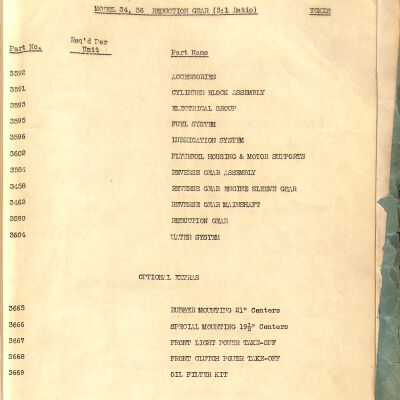 MODEL 34, 36 REDUCTION GEAR (3:1 Ratio)
Part No. Req'd Per Unit Part Name
3592 ACCESSORIES
3591 CYLINDER BLOCK ASSEMBLY
3593 ELECTRICAL GROUP
3595 FUEL SYSTEM
3596 LUBRICATION SYSTEM
3602 FLYWHEEL HOUSING & MOTOR SUPPORTS
3584 REVERSE GEAR ASSEMBLY
3458 REVERSE GEAR ENGINE SLEEVE GEAR
3462 REVERSE GEAR MAINSHAFT
3590 REDUCTION GEAR
3604 WATER SYSTEM
OPTIONAL EXTRAS
3665 RUBBER MOUNTING 21" Centers
3666 SPECIAL MOUNTING 19½" Centers
3667 FRONT LIGHT POWER TAKE-OFF
3668 FRONT CLUTCH POWER TAKE-OFF
3669 OIL FILTER KIT